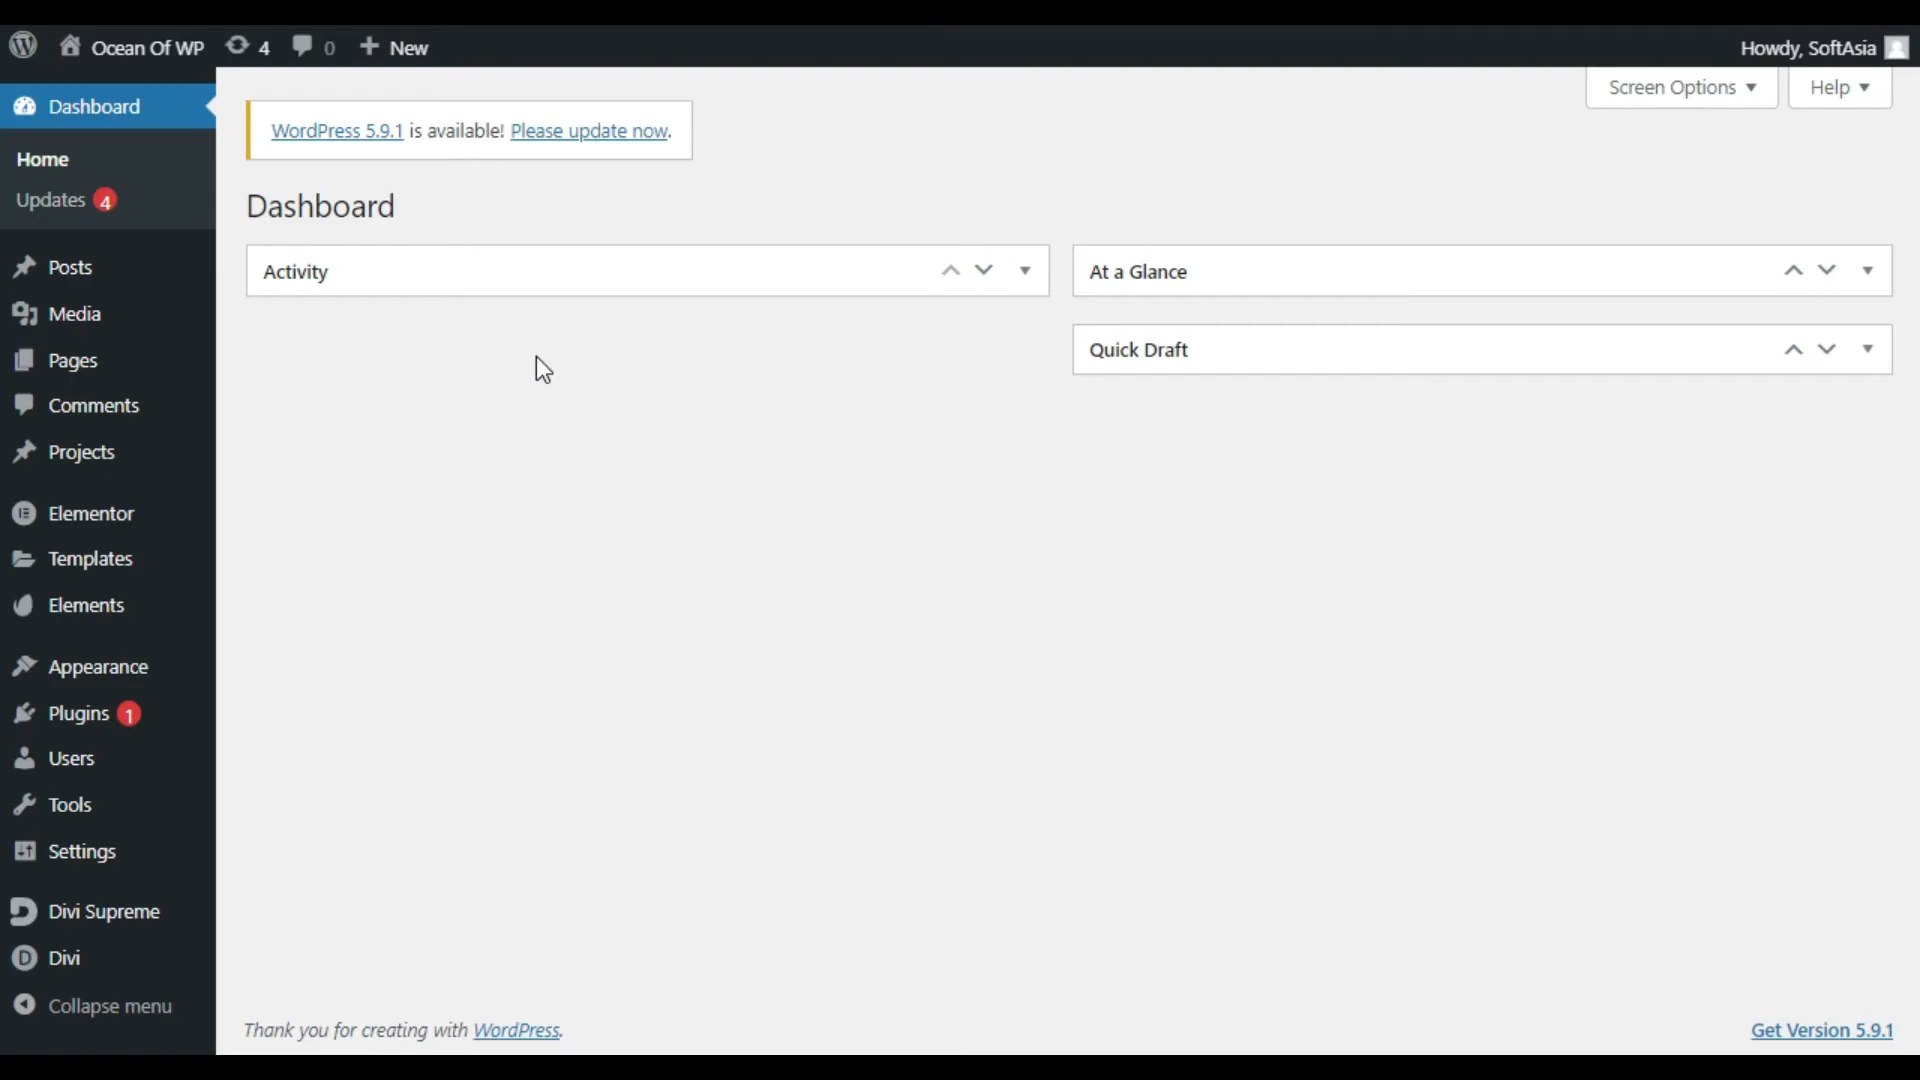 Ocean Of WP 4 0 New
Howdy, SoftAsia
Screen Options
Help
Dashboard
Home
Updates 4
Posts
Media
Pages
Comments
Projects
Elementor
Templates
Elements
Appearance
Plugins 1
Users
Tools
Settings
Divi Supreme
Divi
Collapse menu
WordPress 5.9.1 is available! Please update now.
Dashboard
Activity
At a Glance
Quick Draft
Thank you for creating with WordPress.
Get Version 5.9.1